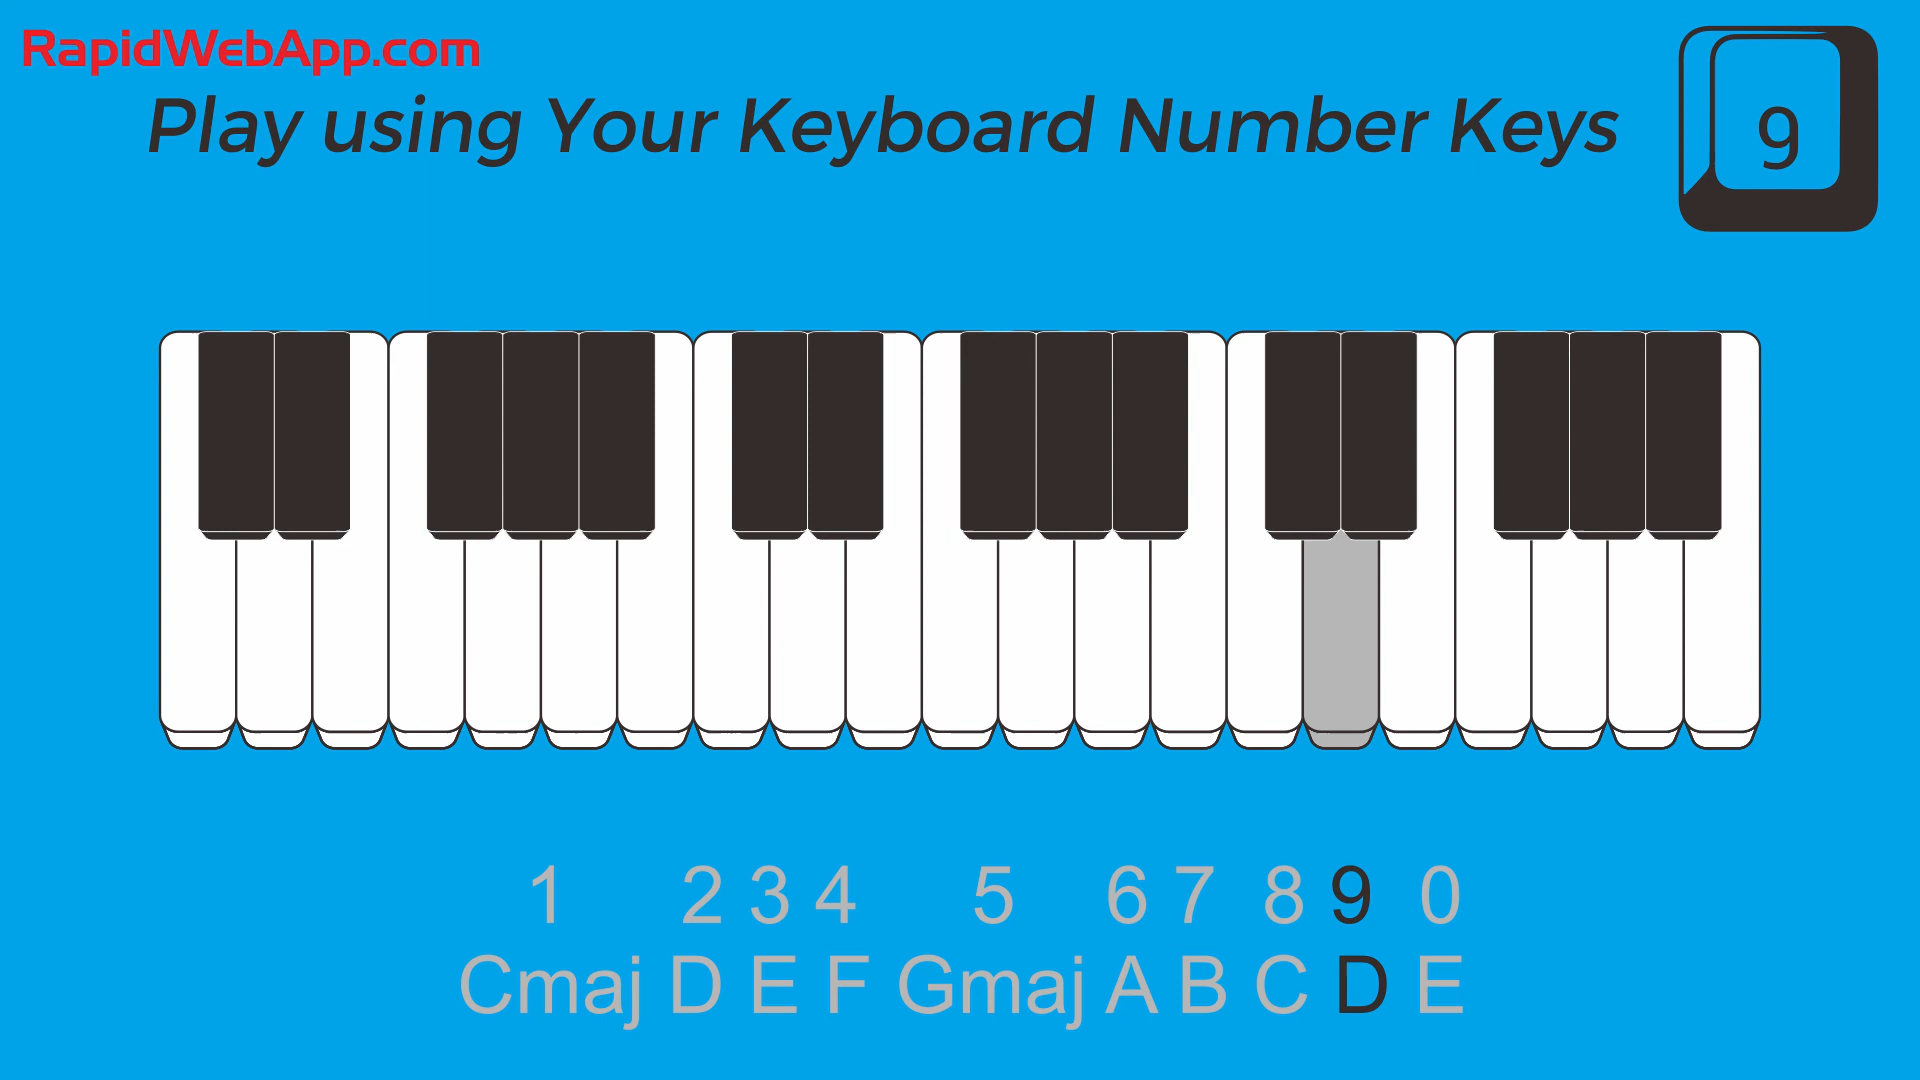 RapidWebApp.com
Play using Your Keyboard Number Keys
9
1 2 3 4 5 6 7 8 9 0
Cmaj D E F Gmaj A B C D E